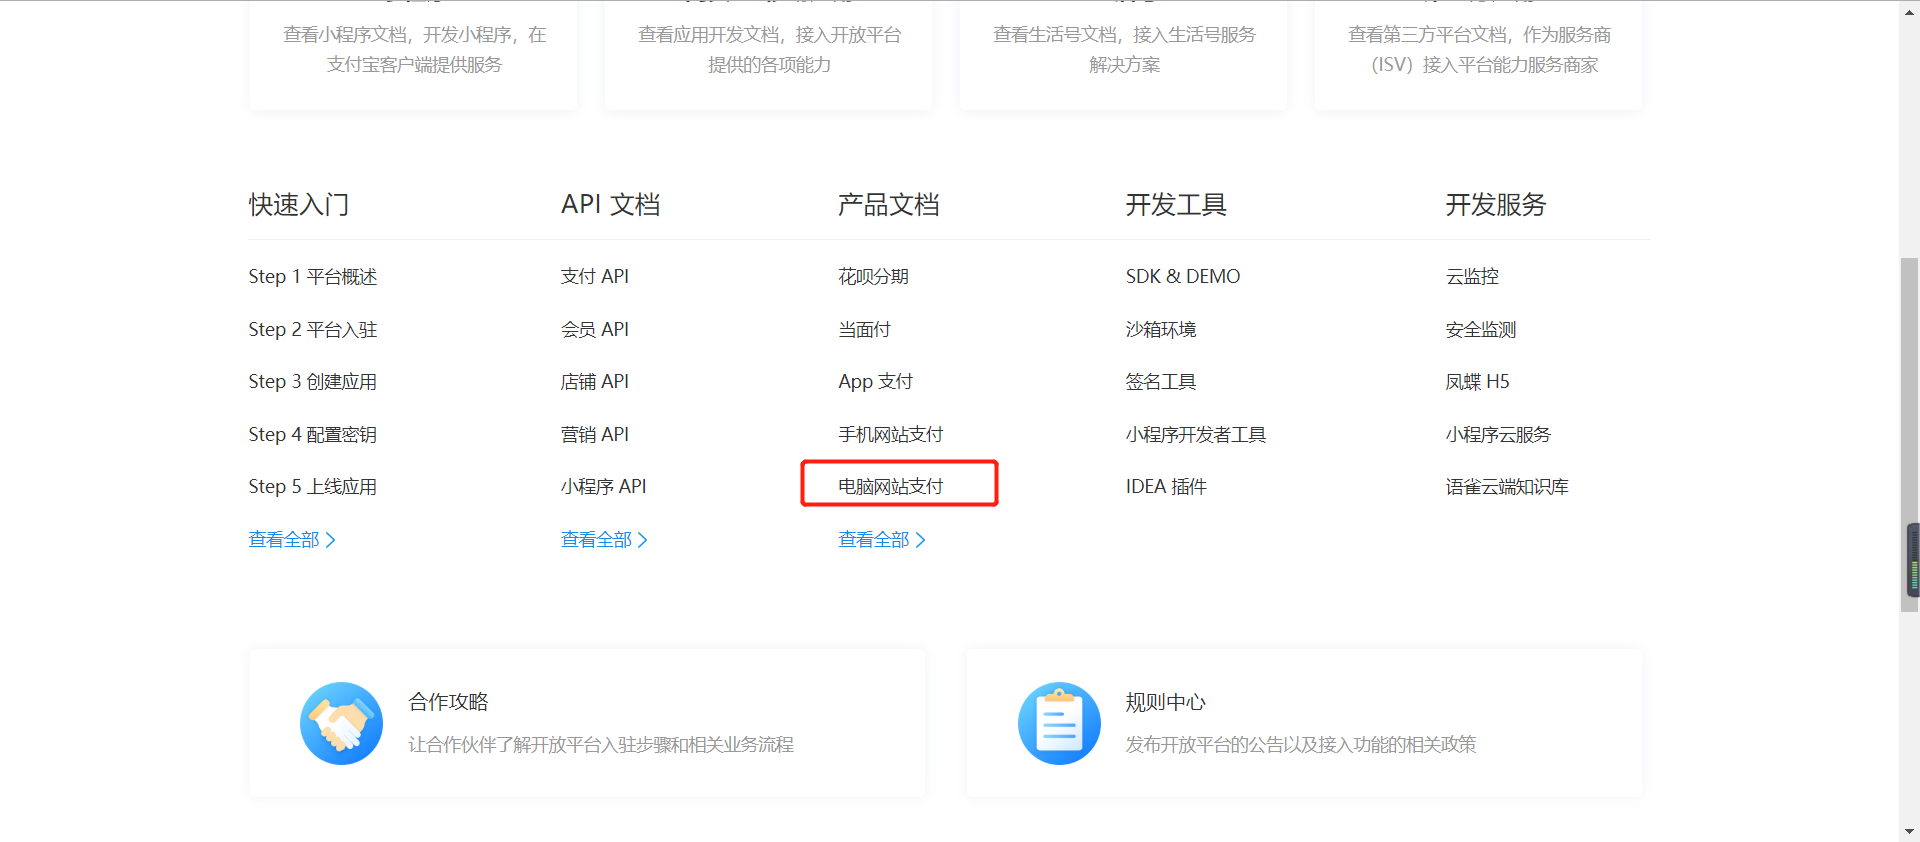 查看小程序文档，开发小程序，在
支付宝客户端提供服务
查看应用开发文档，接入开放平台
提供的各项能力
查看生活号文档，接入生活号服务
解决方案
查看第三方平台文档，作为服务商
（ISV）接入平台能力服务商家
快速入门
Step 1 平台概述
Step 2 平台入驻
Step 3 创建应用
Step 4 配置密钥
Step 5 上线应用
查看全部
API 文档
支付 API
会员 API
店铺 API
营销 API
小程序 API
查看全部
产品文档
花呗分期
当面付
App 支付
手机网站支付
电脑网站支付
查看全部
开发工具
SDK & DEMO
沙箱环境
签名工具
小程序开发者工具
IDEA 插件
开发服务
云监控
安全监测
凤蝶 H5
小程序云服务
语雀云端知识库
合作攻略
让合作伙伴了解开放平台入驻步骤和相关业务流程
规则中心
发布开放平台的公告以及接入功能的相关政策